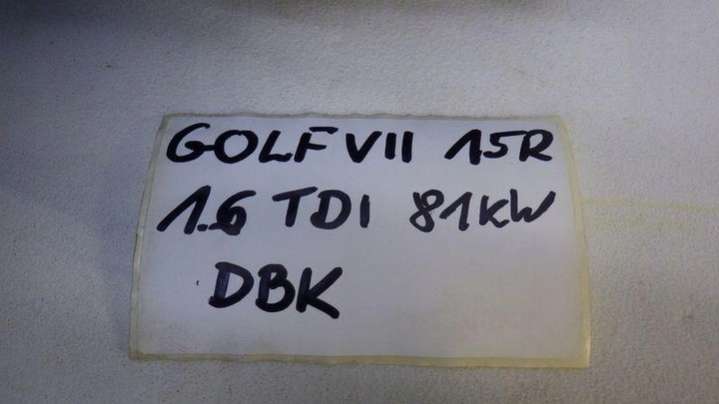 GOLF VII 15R
1.6 TDI 81KW
DBK